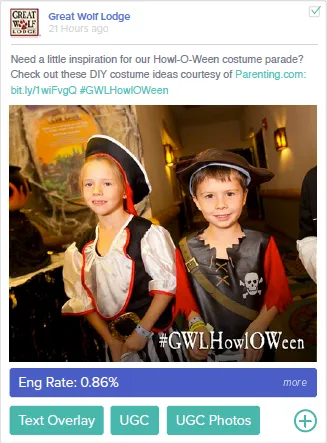 GREAT
WOLF
LODGE
Great Wolf Lodge
21 Hours ago
Need a little inspiration for our Howl-O-Ween costume parade?
Check out these DIY costume ideas courtesy of Parenting.com:
bit.ly/1wiFvgQ #GWLHowlOWeen
#GWLHowlOWeen
Eng Rate: 0.86%
more
Text Overlay
UGC
UGC Photos